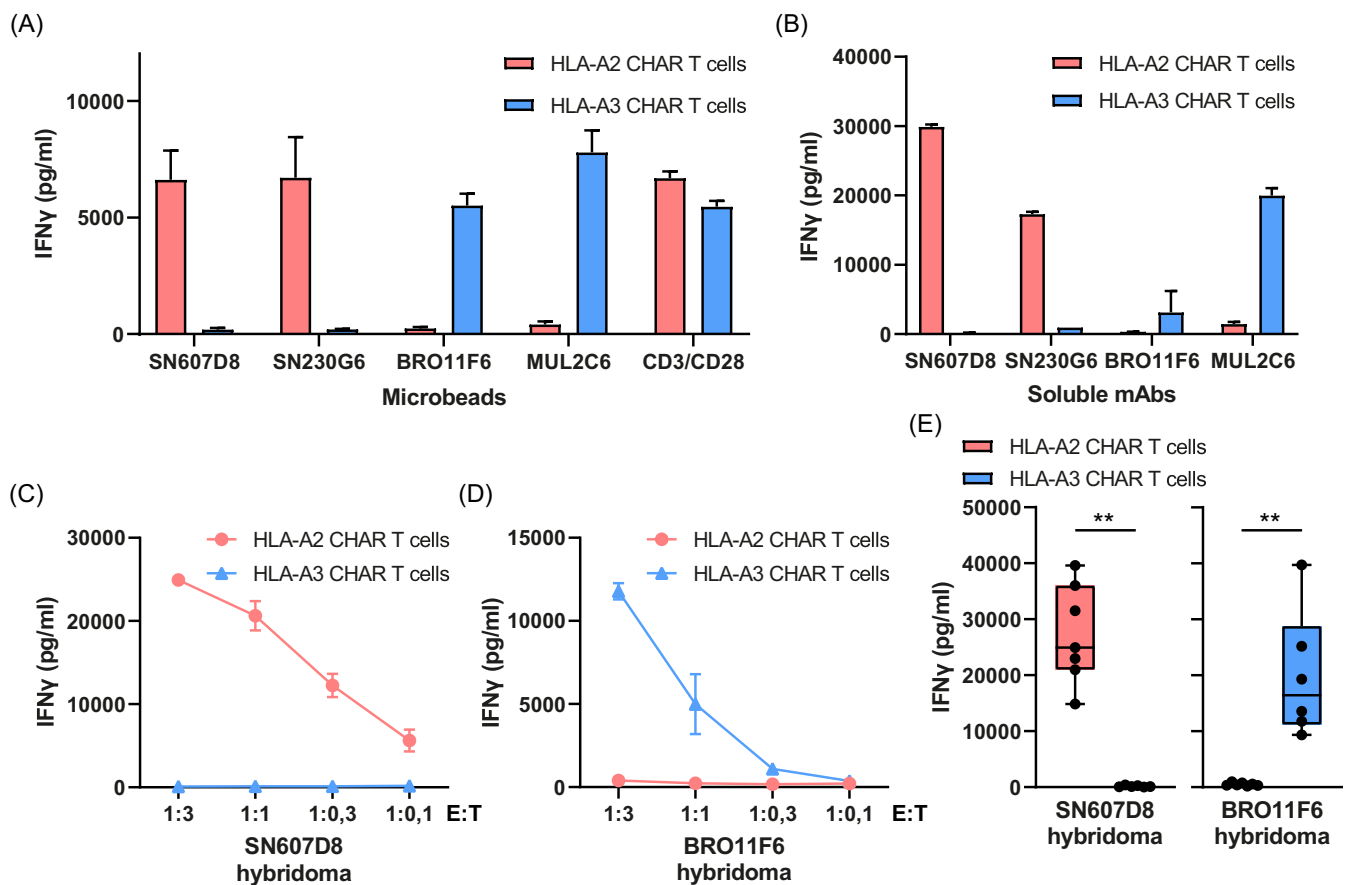 (A)
HLA-A2 CHAR T cells
HLA-A3 CHAR T cells
IFNγ (pg/ml)
10000
5000
0
SN607D8 SN230G6 BRO11F6 MUL2C6 CD3/CD28
Microbeads
(B)
HLA-A2 CHAR T cells
HLA-A3 CHAR T cells
IFNγ (pg/ml)
40000
30000
20000
10000
0
SN607D8 SN230G6 BRO11F6 MUL2C6
Soluble mAbs
(C)
HLA-A2 CHAR T cells
HLA-A3 CHAR T cells
IFNγ (pg/ml)
30000
20000
10000
0
1:3 1:1 1:0,3 1:0,1 E:T
SN607D8
hybridoma
(D)
HLA-A2 CHAR T cells
HLA-A3 CHAR T cells
IFNγ (pg/ml)
15000
10000
5000
0
1:3 1:1 1:0,3 1:0,1 E:T
BRO11F6
hybridoma
(E)
HLA-A2 CHAR T cells
HLA-A3 CHAR T cells
IFNγ (pg/ml)
50000
40000
30000
20000
10000
0
** **
SN607D8 BRO11F6
hybridoma hybridoma